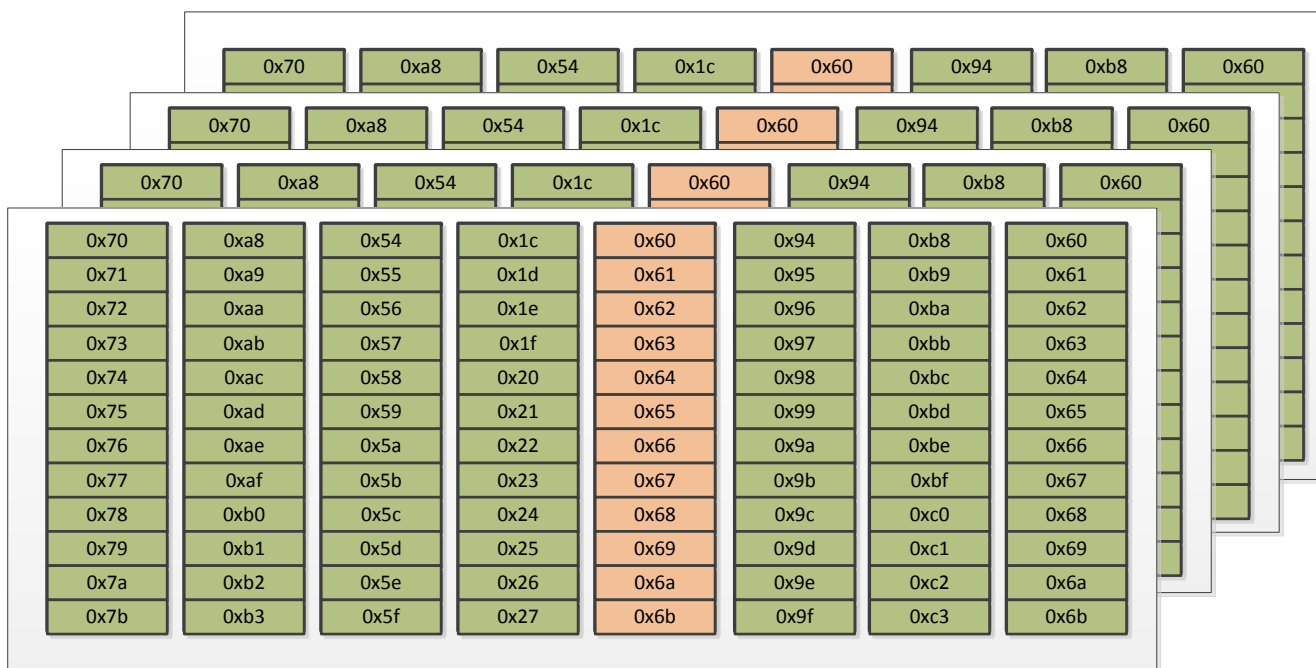 0x70 0xa8 0x54 0x1c 0x60 0x94 0xb8 0x60
0x70 0xa8 0x54 0x1c 0x60 0x94 0xb8 0x60
0x70 0xa8 0x54 0x1c 0x60 0x94 0xb8 0x60
0x70 0xa8 0x54 0x1c 0x60 0x94 0xb8 0x60
0x71 0xa9 0x55 0x1d 0x61 0x95 0xb9 0x61
0x72 0xaa 0x56 0x1e 0x62 0x96 0xba 0x62
0x73 0xab 0x57 0x1f 0x63 0x97 0xbb 0x63
0x74 0xac 0x58 0x20 0x64 0x98 0xbc 0x64
0x75 0xad 0x59 0x21 0x65 0x99 0xbd 0x65
0x76 0xae 0x5a 0x22 0x66 0x9a 0xbe 0x66
0x77 0xaf 0x5b 0x23 0x67 0x9b 0xbf 0x67
0x78 0xb0 0x5c 0x24 0x68 0x9c 0xc0 0x68
0x79 0xb1 0x5d 0x25 0x69 0x9d 0xc1 0x69
0x7a 0xb2 0x5e 0x26 0x6a 0x9e 0xc2 0x6a
0x7b 0xb3 0x5f 0x27 0x6b 0x9f 0xc3 0x6b